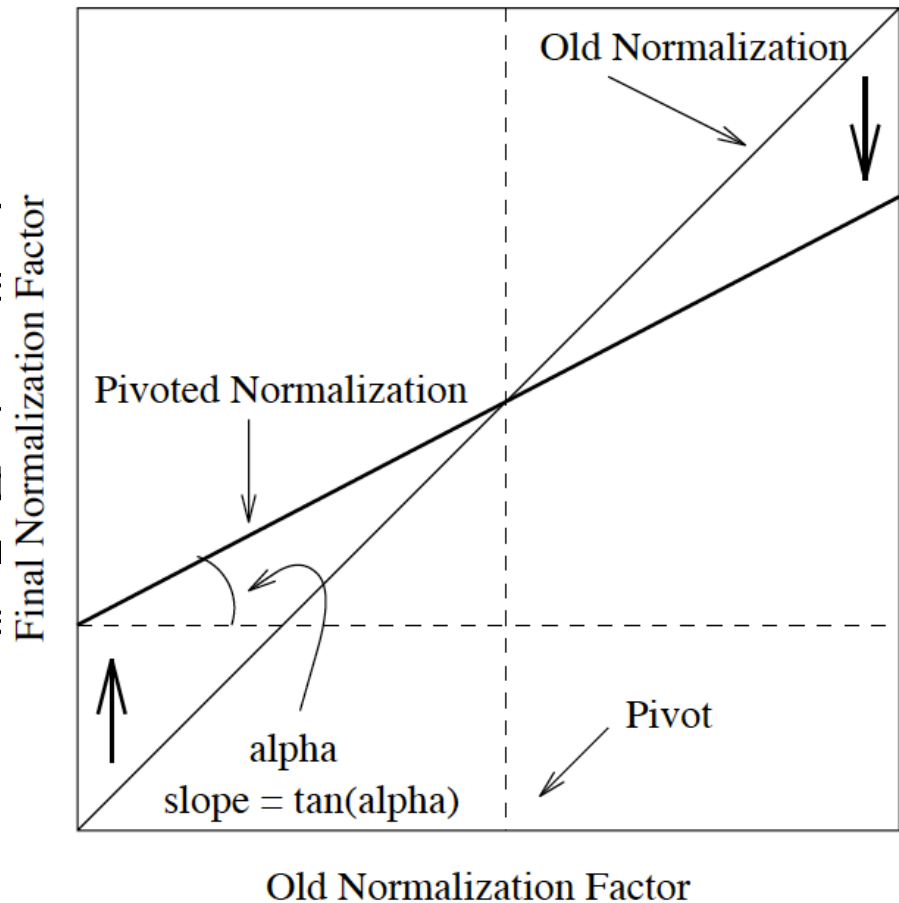 Old Normalization
Final Normalization Factor
Pivoted Normalization
Pivot
alpha
slope = tan(alpha)
Old Normalization Factor